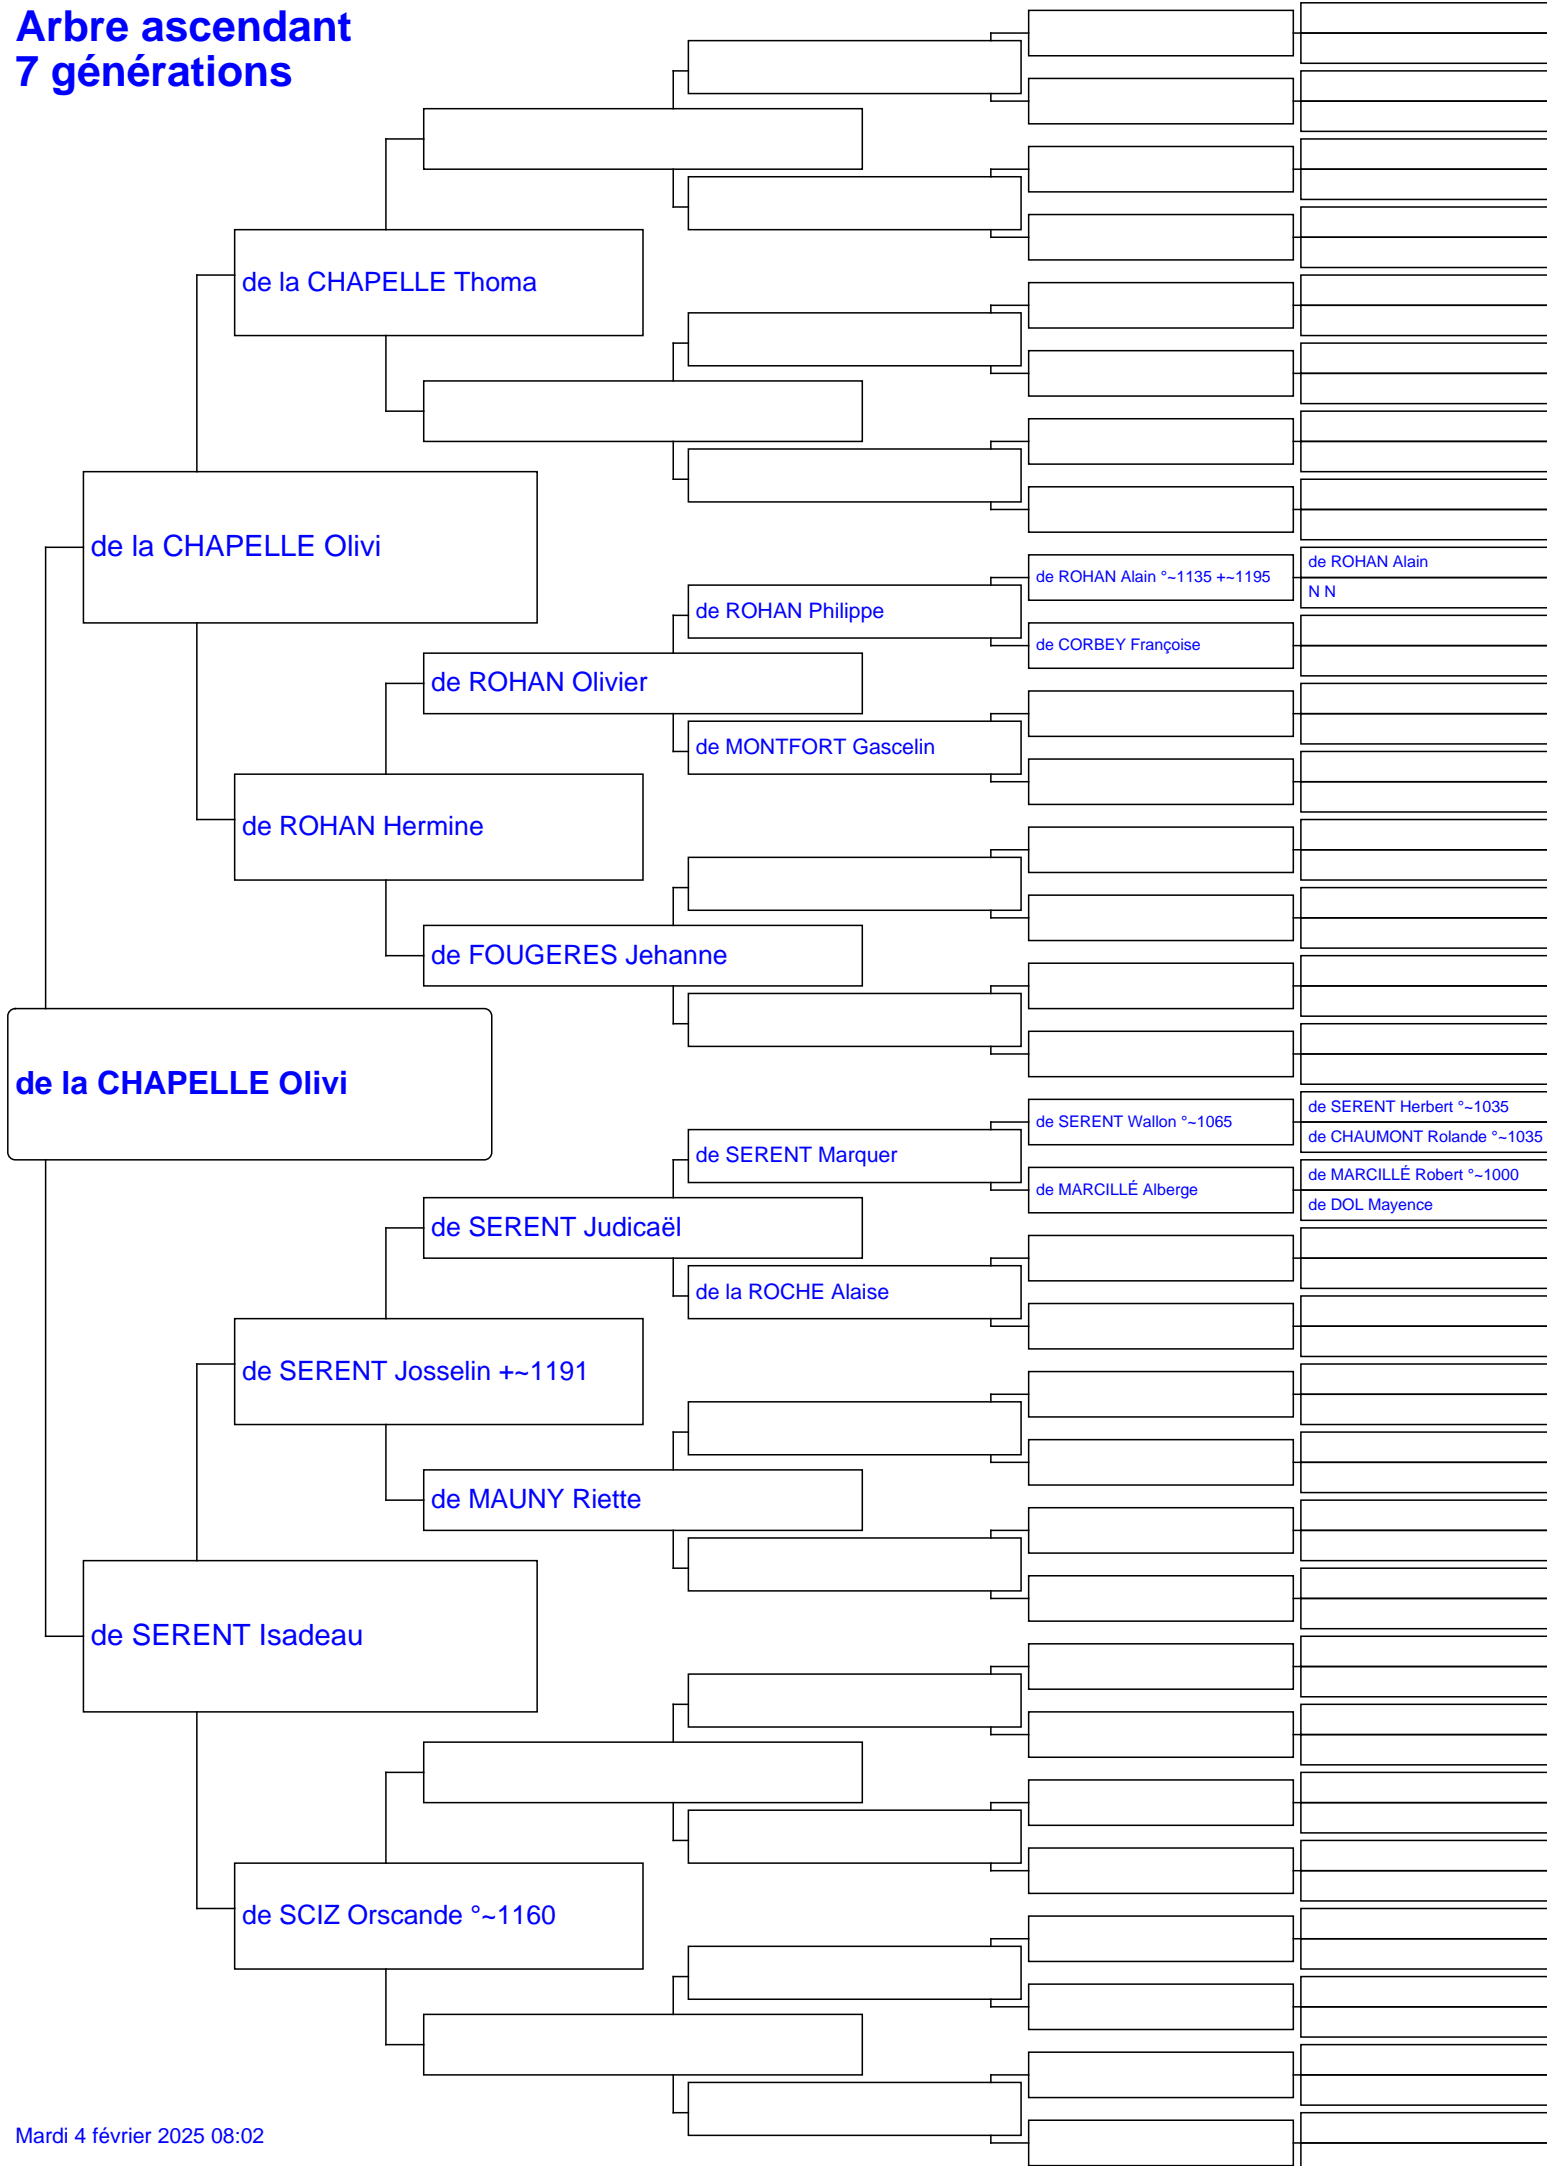 Arbre ascendant
7 générations
de la CHAPELLE Thoma
de la CHAPELLE Olivi
de ROHAN Alain °~1135 +~1195
de ROHAN Alain
N N
de ROHAN Philippe
de CORBEY Françoise
de ROHAN Olivier
de MONTFORT Gascelin
de ROHAN Hermine
de FOUGERES Jehanne
de la CHAPELLE Olivi
de SERENT Wallon °~1065
de SERENT Herbert °~1035
de CHAUMONT Rolande °~1035
de SERENT Marquer
de MARCILLÉ Alberge
de MARCILLÉ Robert °~1000
de DOL Mayence
de SERENT Judicaël
de la ROCHE Alaise
de SERENT Josselin +~1191
de MAUNY Riette
de SERENT Isadeau
de SCIZ Orscande °~1160
Mardi 4 février 2025 08:02